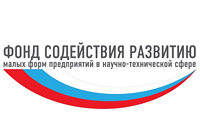 ФОНД СОДЕЙСТВИЯ РАЗВИТИЮ
малых форм предприятий в научно-технической сфере